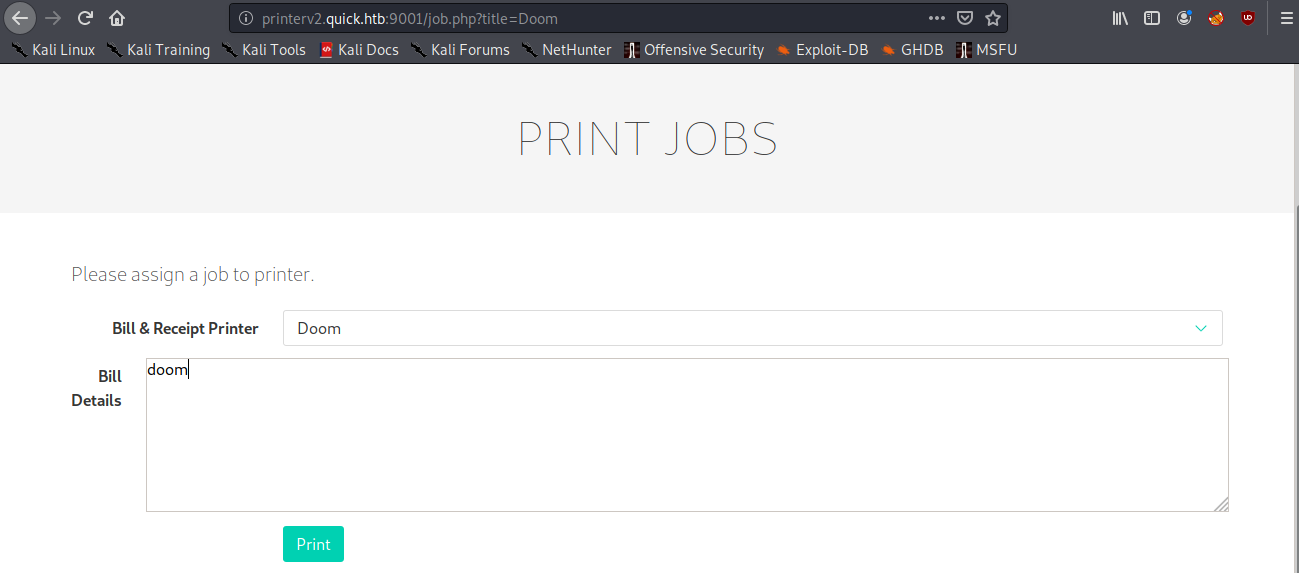 printerv2.quick.htb:9001/job.php?title=Doom
Kali Linux Kali Training Kali Tools Kali Docs Kali Forums NetHunter Offensive Security Exploit-DB GHDB MSFU
PRINT JOBS
Please assign a job to printer.
Bill & Receipt Printer Doom
doom
Bill
Details
Print